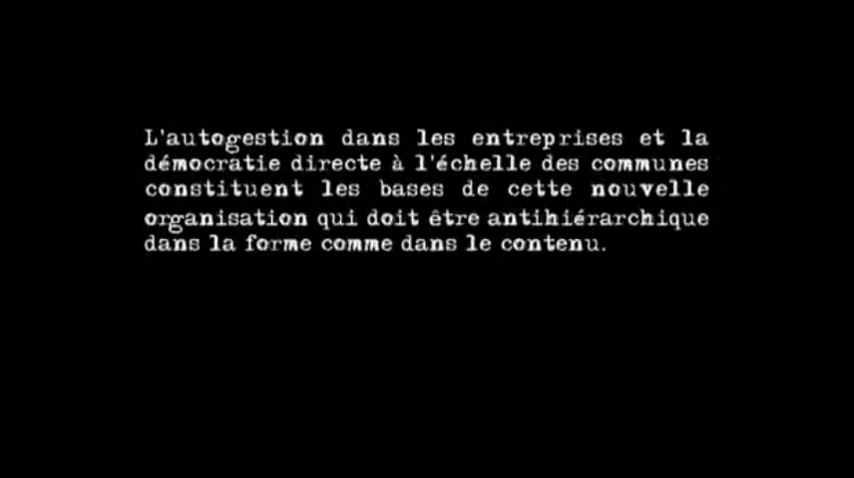 L'autogestion dans les entreprises et la
démocratie directe à l'échelle des communes
constituent les bases de cette nouvelle
organisation qui doit être antihiérarchique
dans la forme comme dans le contenu.